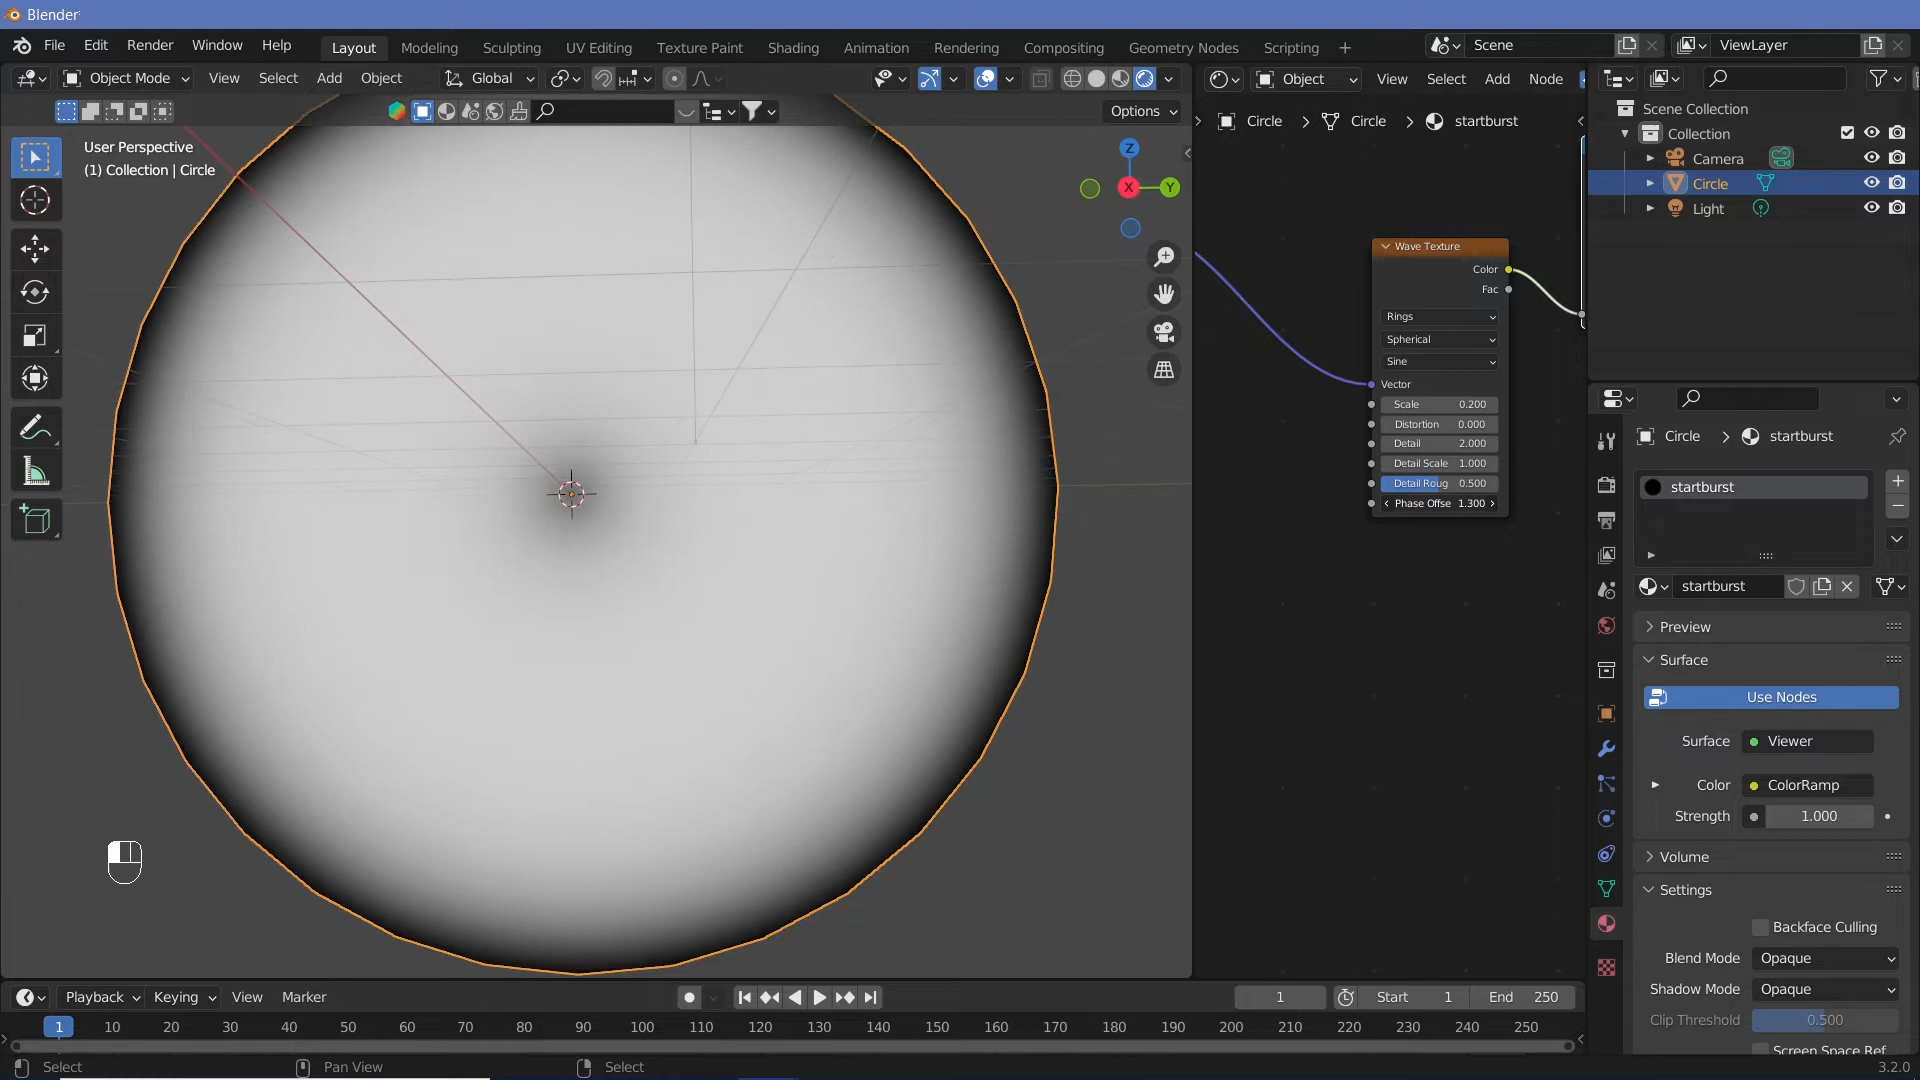 Blender
File Edit Render Window Help
Layout Modeling Sculpting UV Editing Texture Paint Shading Animation Rendering Compositing Geometry Nodes Scripting +
Scene
ViewLayer
Object Mode View Select Add Object
Global
Object View Select Add Node
Options
User Perspective
(1) Collection | Circle
Z
X
Y
Circle > Circle > startburst
Wave Texture
Color
Fac
Rings
Spherical
Sine
Vector
Scale 0.200
Distortion 0.000
Detail 2.000
Detail Scale 1.000
Detail Roug 0.500
Phase Offse 1.300
Scene Collection
Collection
Camera
Circle
Light
Circle > startburst
startburst
startburst
Preview
Surface
Use Nodes
Surface Viewer
Color ColorRamp
Strength 1.000
Volume
Settings
Backface Culling
Blend Mode Opaque
Shadow Mode Opaque
Clip Threshold 0.500
Screen Space Ref
Playback Keying View Marker
1 Start 1 End 250
1 10 20 30 40 50 60 70 80 90 100 110 120 130 140 150 160 170 180 190 200 210 220 230 240 250
Select Pan View Select
3.2.0